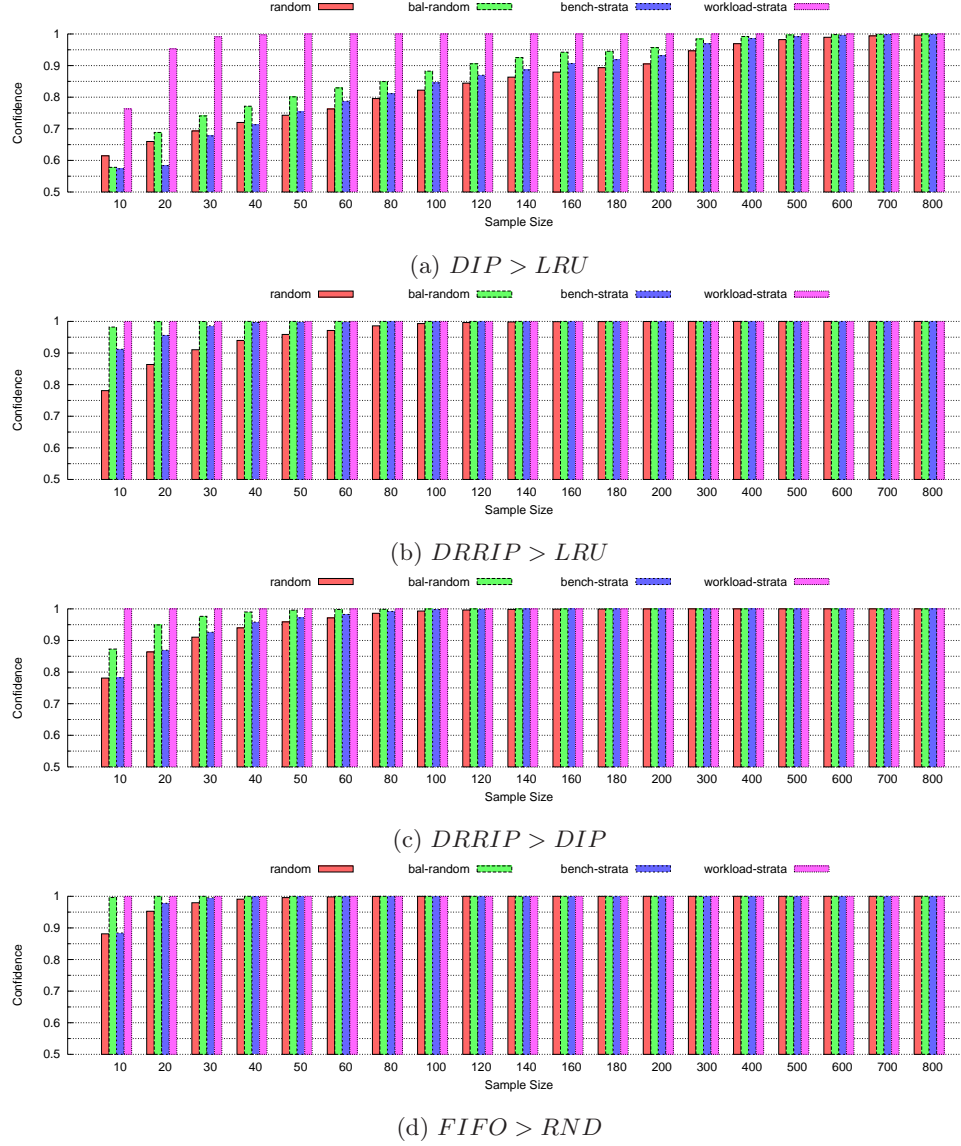 random bal-random bench-strata workload-strata
1
0.9
0.8
0.7
0.6
0.5
Confidence
10 20 30 40 50 60 80 100 120 140 160 180 200 300 400 500 600 700 800
Sample Size
(a) DIP > LRU
random bal-random bench-strata workload-strata
1
0.9
0.8
0.7
0.6
0.5
Confidence
10 20 30 40 50 60 80 100 120 140 160 180 200 300 400 500 600 700 800
Sample Size
(b) DRRIP > LRU
random bal-random bench-strata workload-strata
1
0.9
0.8
0.7
0.6
0.5
Confidence
10 20 30 40 50 60 80 100 120 140 160 180 200 300 400 500 600 700 800
Sample Size
(c) DRRIP > DIP
random bal-random bench-strata workload-strata
1
0.9
0.8
0.7
0.6
0.5
Confidence
10 20 30 40 50 60 80 100 120 140 160 180 200 300 400 500 600 700 800
Sample Size
(d) FIFO > RND